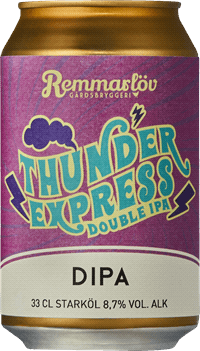 Remmarlöv
GÅRDSBRYGGERI
THUNDER
EXPRESS
DOUBLE IPA
DIPA
33 CL STARKÖL 8,7% VOL. ALK